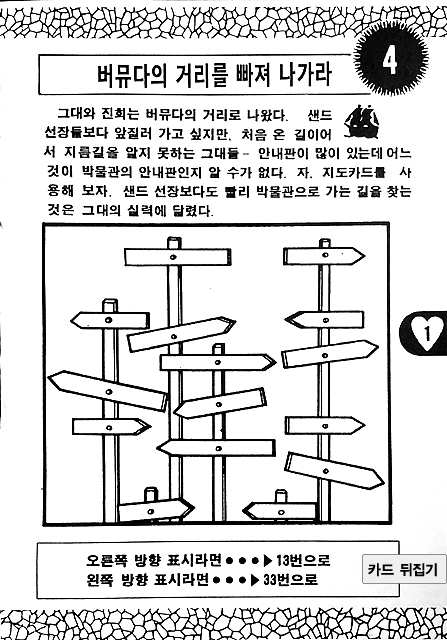 4
버뮤다의 거리를 빠져 나가라
그대와 진희는 버뮤다의 거리로 나왔다. 샌드
선장들보다 앞질러 가고 싶지만, 처음 온 길이어
서 지름길을 알지 못하는 그대들- 안내판이 많이 있는데 어느
것이 박물관의 안내판인지 알 수가 없다. 자, 지도카드를 사
용해 보자. 샌드 선장보다도 빨리 박물관으로 가는 길을 찾는
것은 그대의 실력에 달렸다.
1
오른쪽 방향 표시라면●●●▶13번으로
왼쪽 방향 표시라면●●●▶33번으로
카드 뒤집기